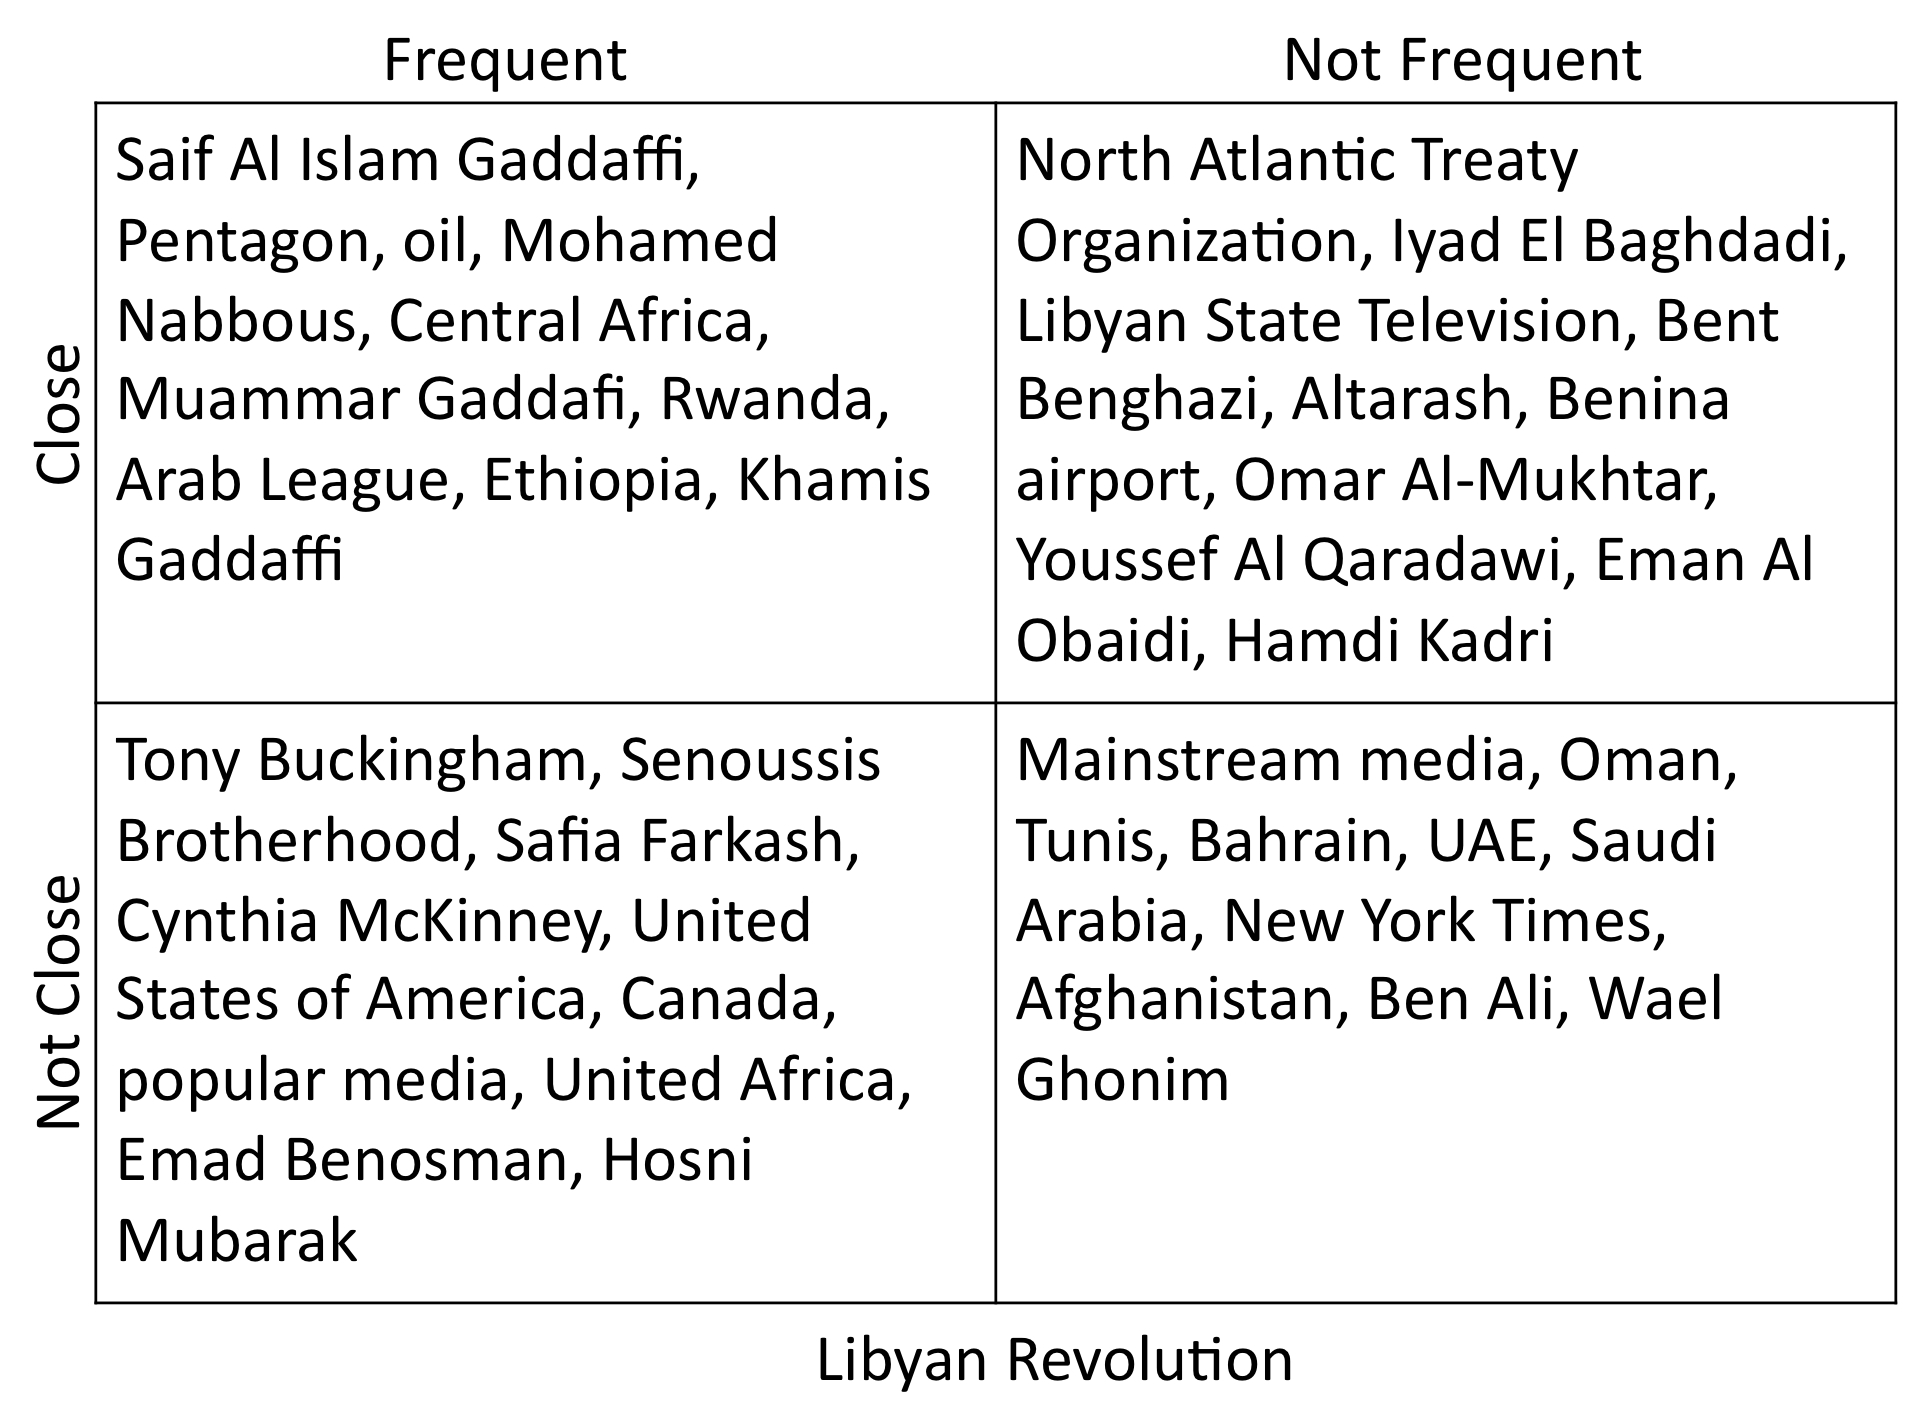 Frequent
Not Frequent
Close
Saif Al Islam Gaddaffi,
Pentagon, oil, Mohamed
Nabbous, Central Africa,
Muammar Gaddafi, Rwanda,
Arab League, Ethiopia, Khamis
Gaddaffi
North Atlantic Treaty
Organization, Iyad El Baghdadi,
Libyan State Television, Bent
Benghazi, Altarash, Benina
airport, Omar Al-Mukhtar,
Youssef Al Qaradawi, Eman Al
Obaidi, Hamdi Kadri
Not Close
Tony Buckingham, Senoussis
Brotherhood, Safia Farkash,
Cynthia McKinney, United
States of America, Canada,
popular media, United Africa,
Emad Benosman, Hosni
Mubarak
Mainstream media, Oman,
Tunis, Bahrain, UAE, Saudi
Arabia, New York Times,
Afghanistan, Ben Ali, Wael
Ghonim
Libyan Revolution